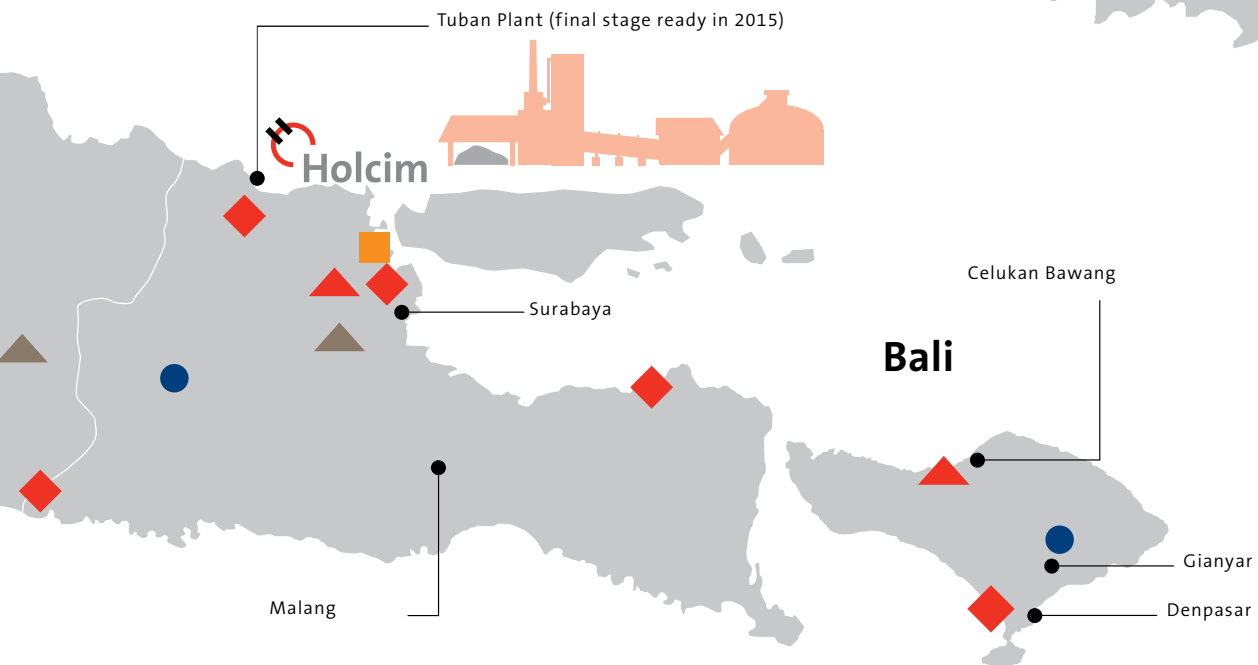 Tuban Plant (final stage ready in 2015)
Holcim
Celukan Bawang
Surabaya
Bali
Gianyar
Malang
Denpasar